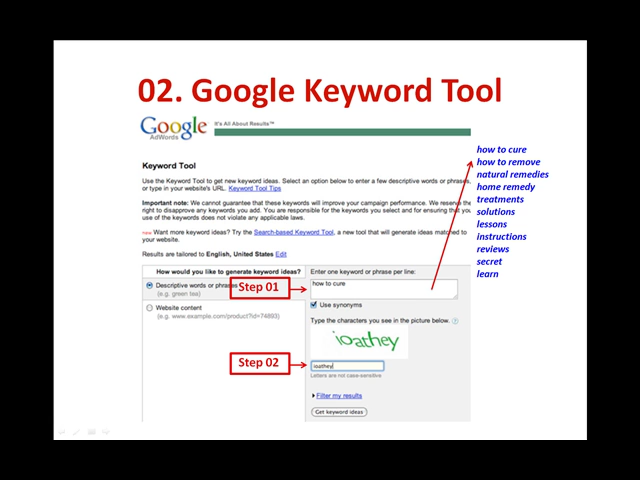 02. Google Keyword Tool
Google
AdWords
It's All About Results™
Keyword Tool
Use the Keyword Tool to get new keyword ideas. Select an option below to enter a few descriptive words or phrases,
or type in your website's URL. Keyword Tool Tips
Important note: We cannot guarantee that these keywords will improve your campaign performance. We reserve the
right to disapprove any keywords you add. You are responsible for the keywords you select and for ensuring that you
use of the keywords does not violate any applicable laws.
New Want more keyword ideas? Try the Search-based Keyword Tool, a new tool that will generate ideas matched to
your website.
Results are tailored to English, United States Edit
how to cure
how to remove
natural remedies
home remedy
treatments
solutions
lessons
instructions
reviews
secret
learn
How would you like to generate keyword ideas?
Descriptive words or phrases
(e.g. green tea)
Website content
(e.g. www.example.com/product?id=74893)
Step 01
Step 02
Enter one keyword or phrase per line:
how to cure
Use synonyms
Type the characters you see in the picture below.
ioathey
ioathey
Letters are not case-sensitive
Filter my results
Get keyword ideas